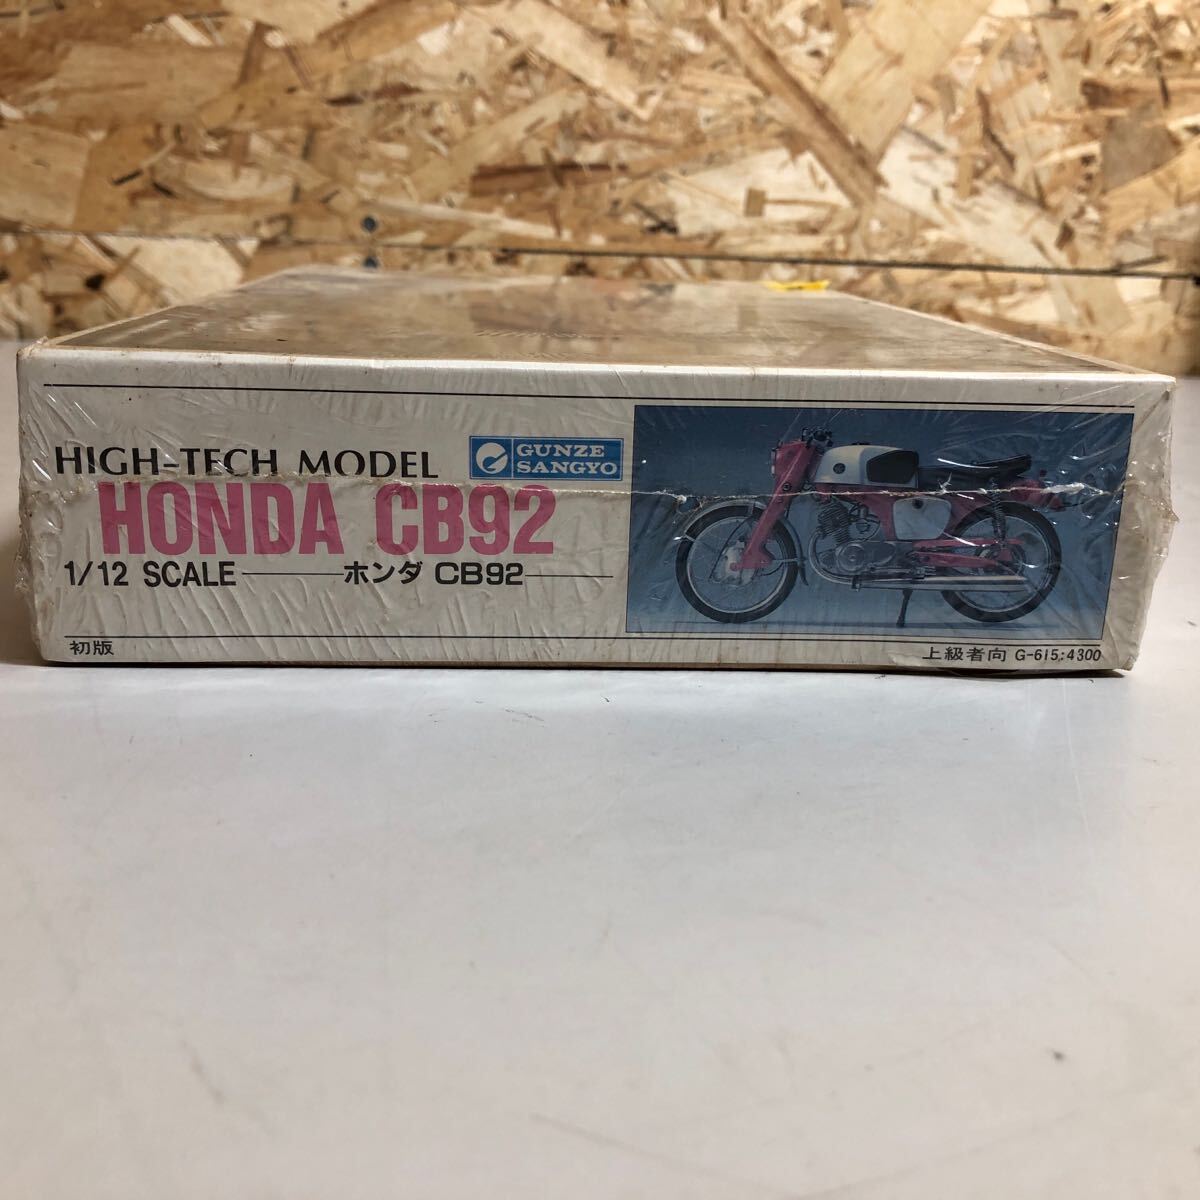 HIGH-TECH MODEL
GUNZE
SANGYO
HONDA CB92
1/12 SCALE ホンダ CB92
初版
上級者向 G-615:4300